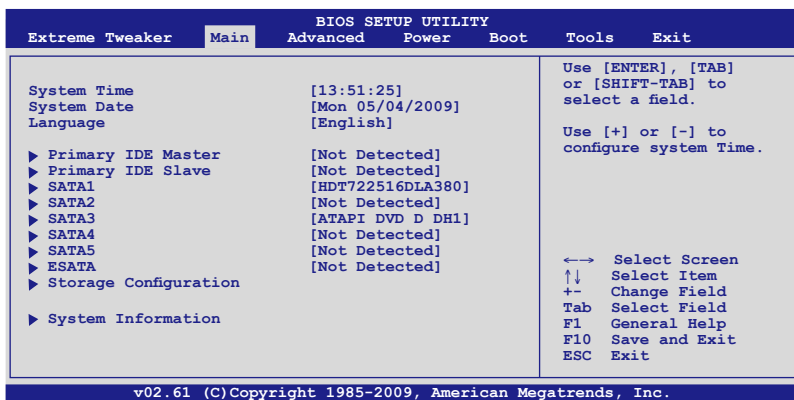 BIOS SETUP UTILITY
Extreme Tweaker Main Advanced Power Boot Tools Exit
System Time [13:51:25]
System Date [Mon 05/04/2009]
Language [English]
▶ Primary IDE Master [Not Detected]
▶ Primary IDE Slave [Not Detected]
▶ SATA1 [HDT722516DLA380]
▶ SATA2 [Not Detected]
▶ SATA3 [ATAPI DVD D DH1]
▶ SATA4 [Not Detected]
▶ SATA5 [Not Detected]
▶ ESATA [Not Detected]
▶ Storage Configuration
▶ System Information
Use [ENTER], [TAB]
or [SHIFT-TAB] to
select a field.
Use [+] or [-] to
configure system Time.
←→ Select Screen
↑↓ Select Item
+- Change Field
Tab Select Field
F1 General Help
F10 Save and Exit
ESC Exit
v02.61 (C)Copyright 1985-2009, American Megatrends, Inc.